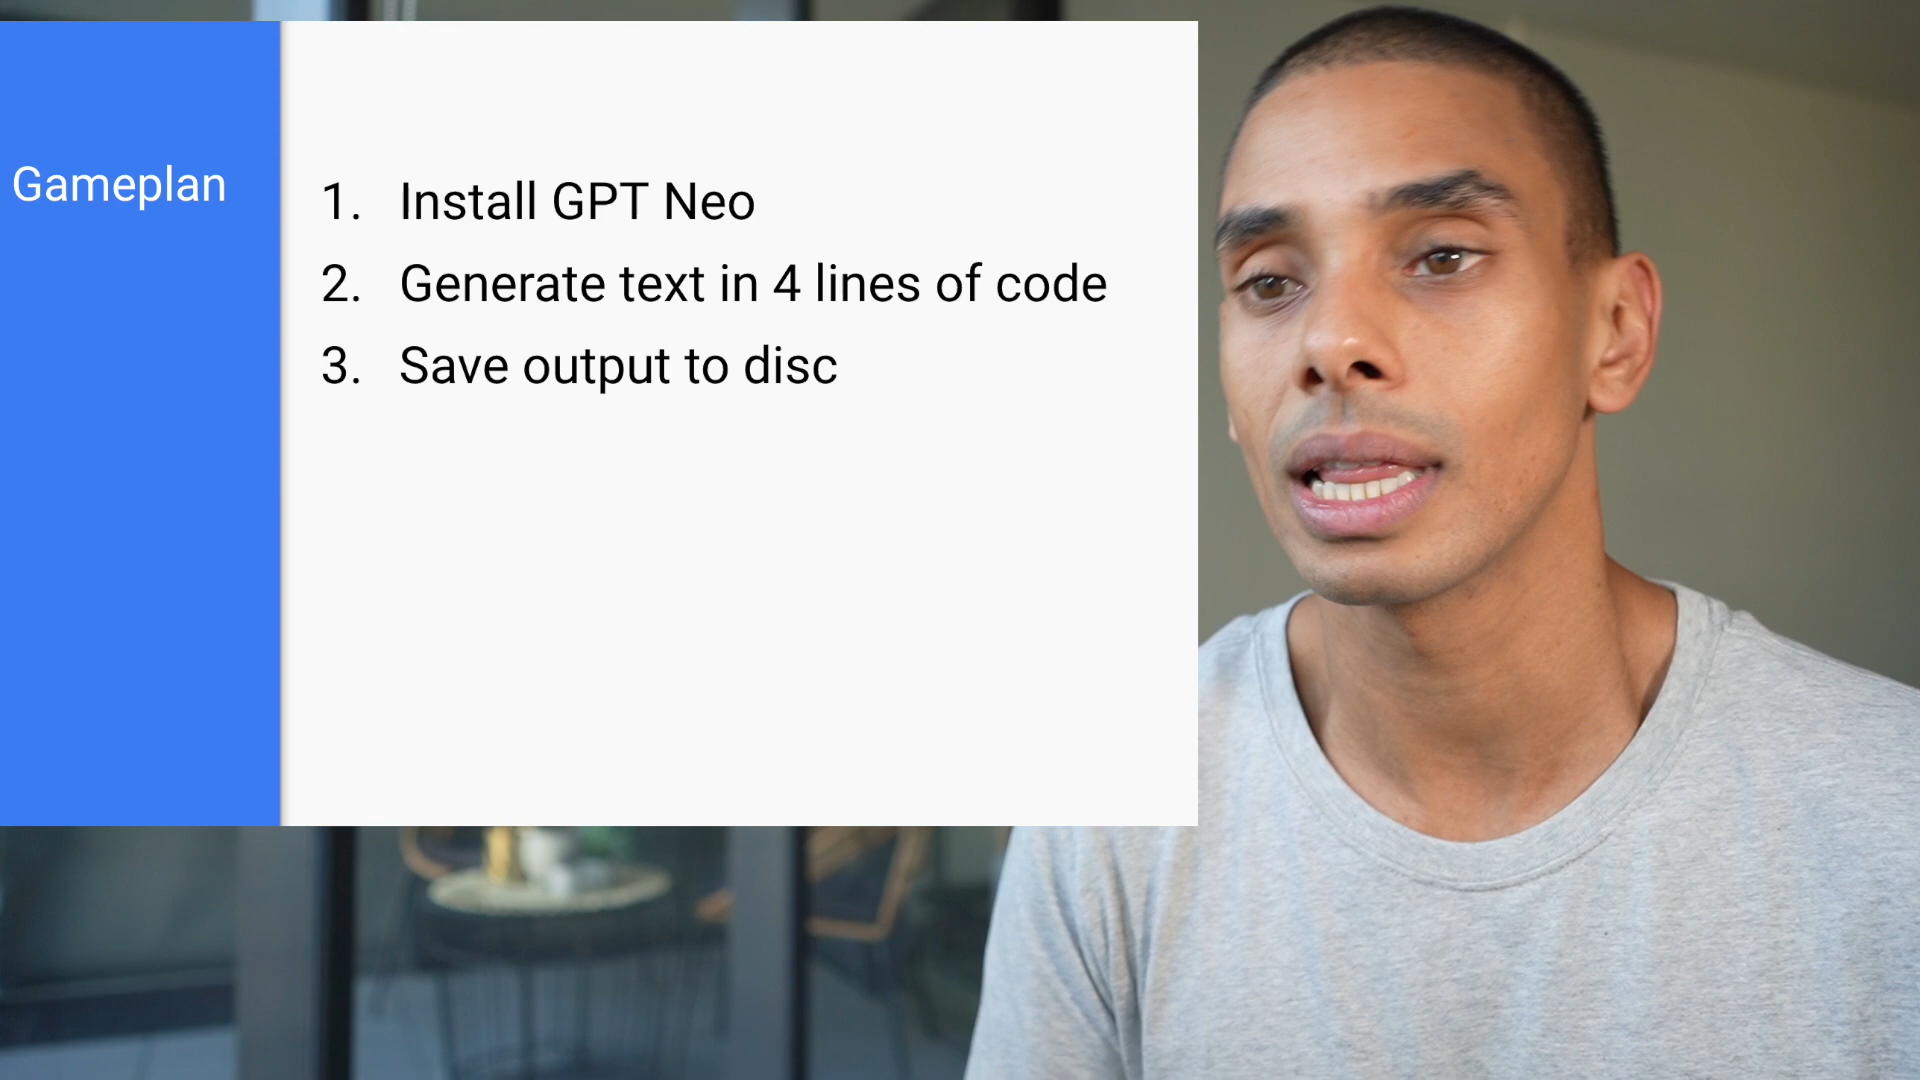 Gameplan
1. Install GPT Neo
2. Generate text in 4 lines of code
3. Save output to disc